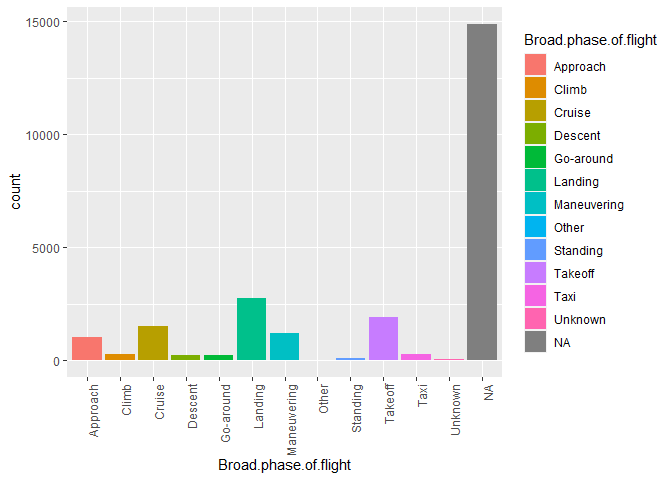 15000
10000
5000
0
count
Approach
Climb
Cruise
Descent
Go-around
Landing
Maneuvering
Other
Standing
Takeoff
Taxi
Unknown
NA
Broad.phase.of.flight
Broad.phase.of.flight
Approach
Climb
Cruise
Descent
Go-around
Landing
Maneuvering
Other
Standing
Takeoff
Taxi
Unknown
NA